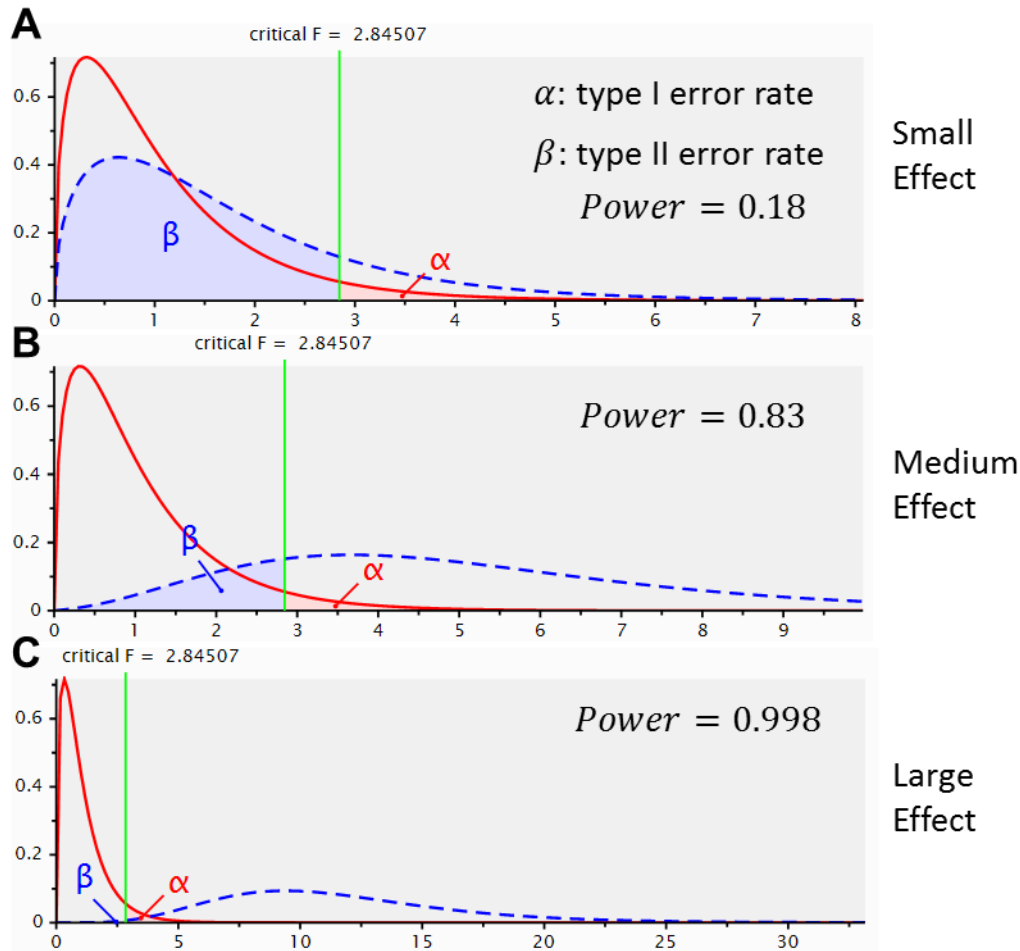 A
critical F = 2.84507
α: type I error rate
β: type II error rate
Power = 0.18
Small
Effect
0.6
0.4
0.2
0
β
α
0 1 2 3 4 5 6 7 8
B
critical F = 2.84507
Power = 0.83
Medium
Effect
0.6
0.4
0.2
0
β
α
0 1 2 3 4 5 6 7 8 9
C
critical F = 2.84507
Power = 0.998
Large
Effect
0.6
0.4
0.2
0
β
α
0 5 10 15 20 25 30